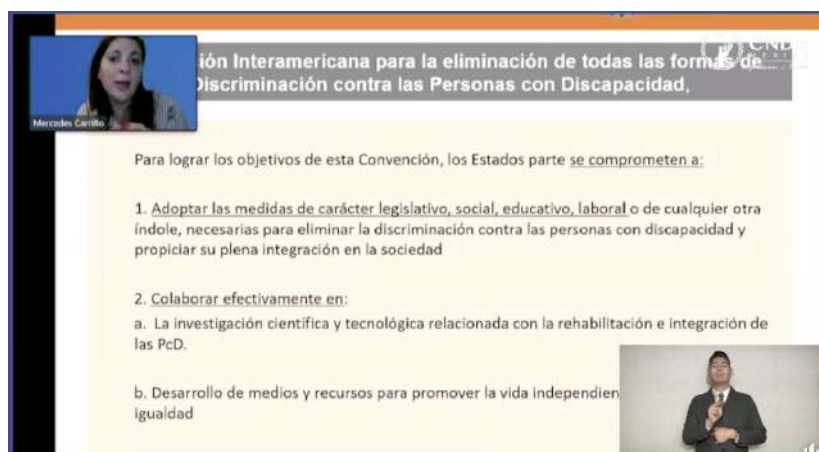 ión Interamericana para la eliminación de todas las formas de
Discriminación contra las Personas con Discapacidad,
Mercedes Carrillo
Para lograr los objetivos de esta Convención, los Estados parte se comprometen a:
1. Adoptar las medidas de carácter legislativo, social, educativo, laboral o de cualquier otra
índole, necesarias para eliminar la discriminación contra las personas con discapacidad y
propiciar su plena integración en la sociedad
2. Colaborar efectivamente en:
a. La investigación científica y tecnológica relacionada con la rehabilitación e integración de
las PcD.
b. Desarrollo de medios y recursos para promover la vida independien
igualdad